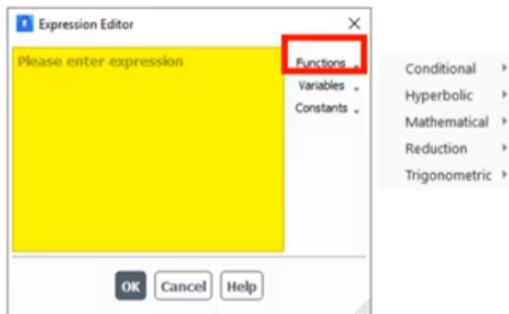 Expression Editor
Please enter expression
Functions
Variables
Constants
OK Cancel Help
Conditional
Hyperbolic
Mathematical
Reduction
Trigonometric